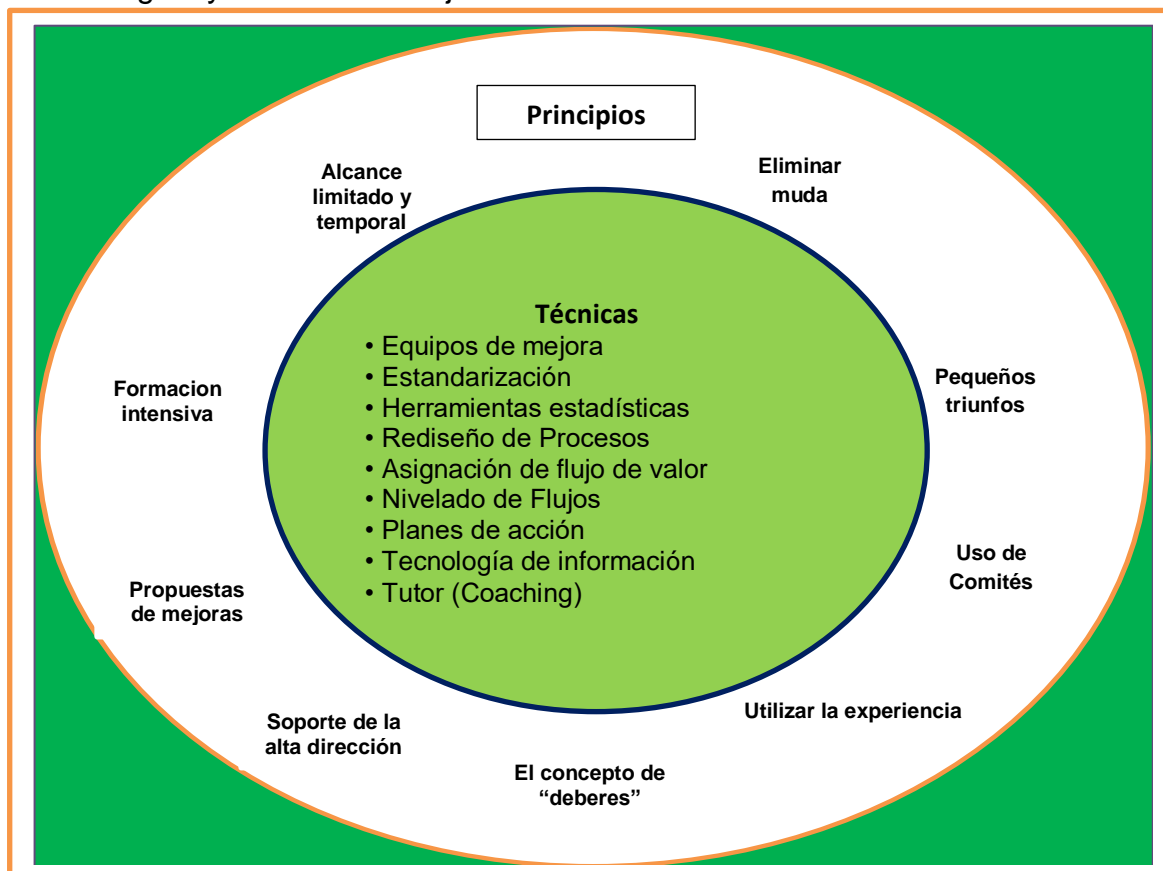 Principios
Alcance
limitado y
temporal
Eliminar
muda
Técnicas
• Equipos de mejora
• Estandarización
• Herramientas estadísticas
• Rediseño de Procesos
• Asignación de flujo de valor
• Nivelado de Flujos
• Planes de acción
• Tecnología de información
• Tutor (Coaching)
Formacion
intensiva
Pequeños
triunfos
Propuestas
de mejoras
Uso de
Comités
Soporte de la
alta dirección
Utilizar la experiencia
El concepto de
“deberes”